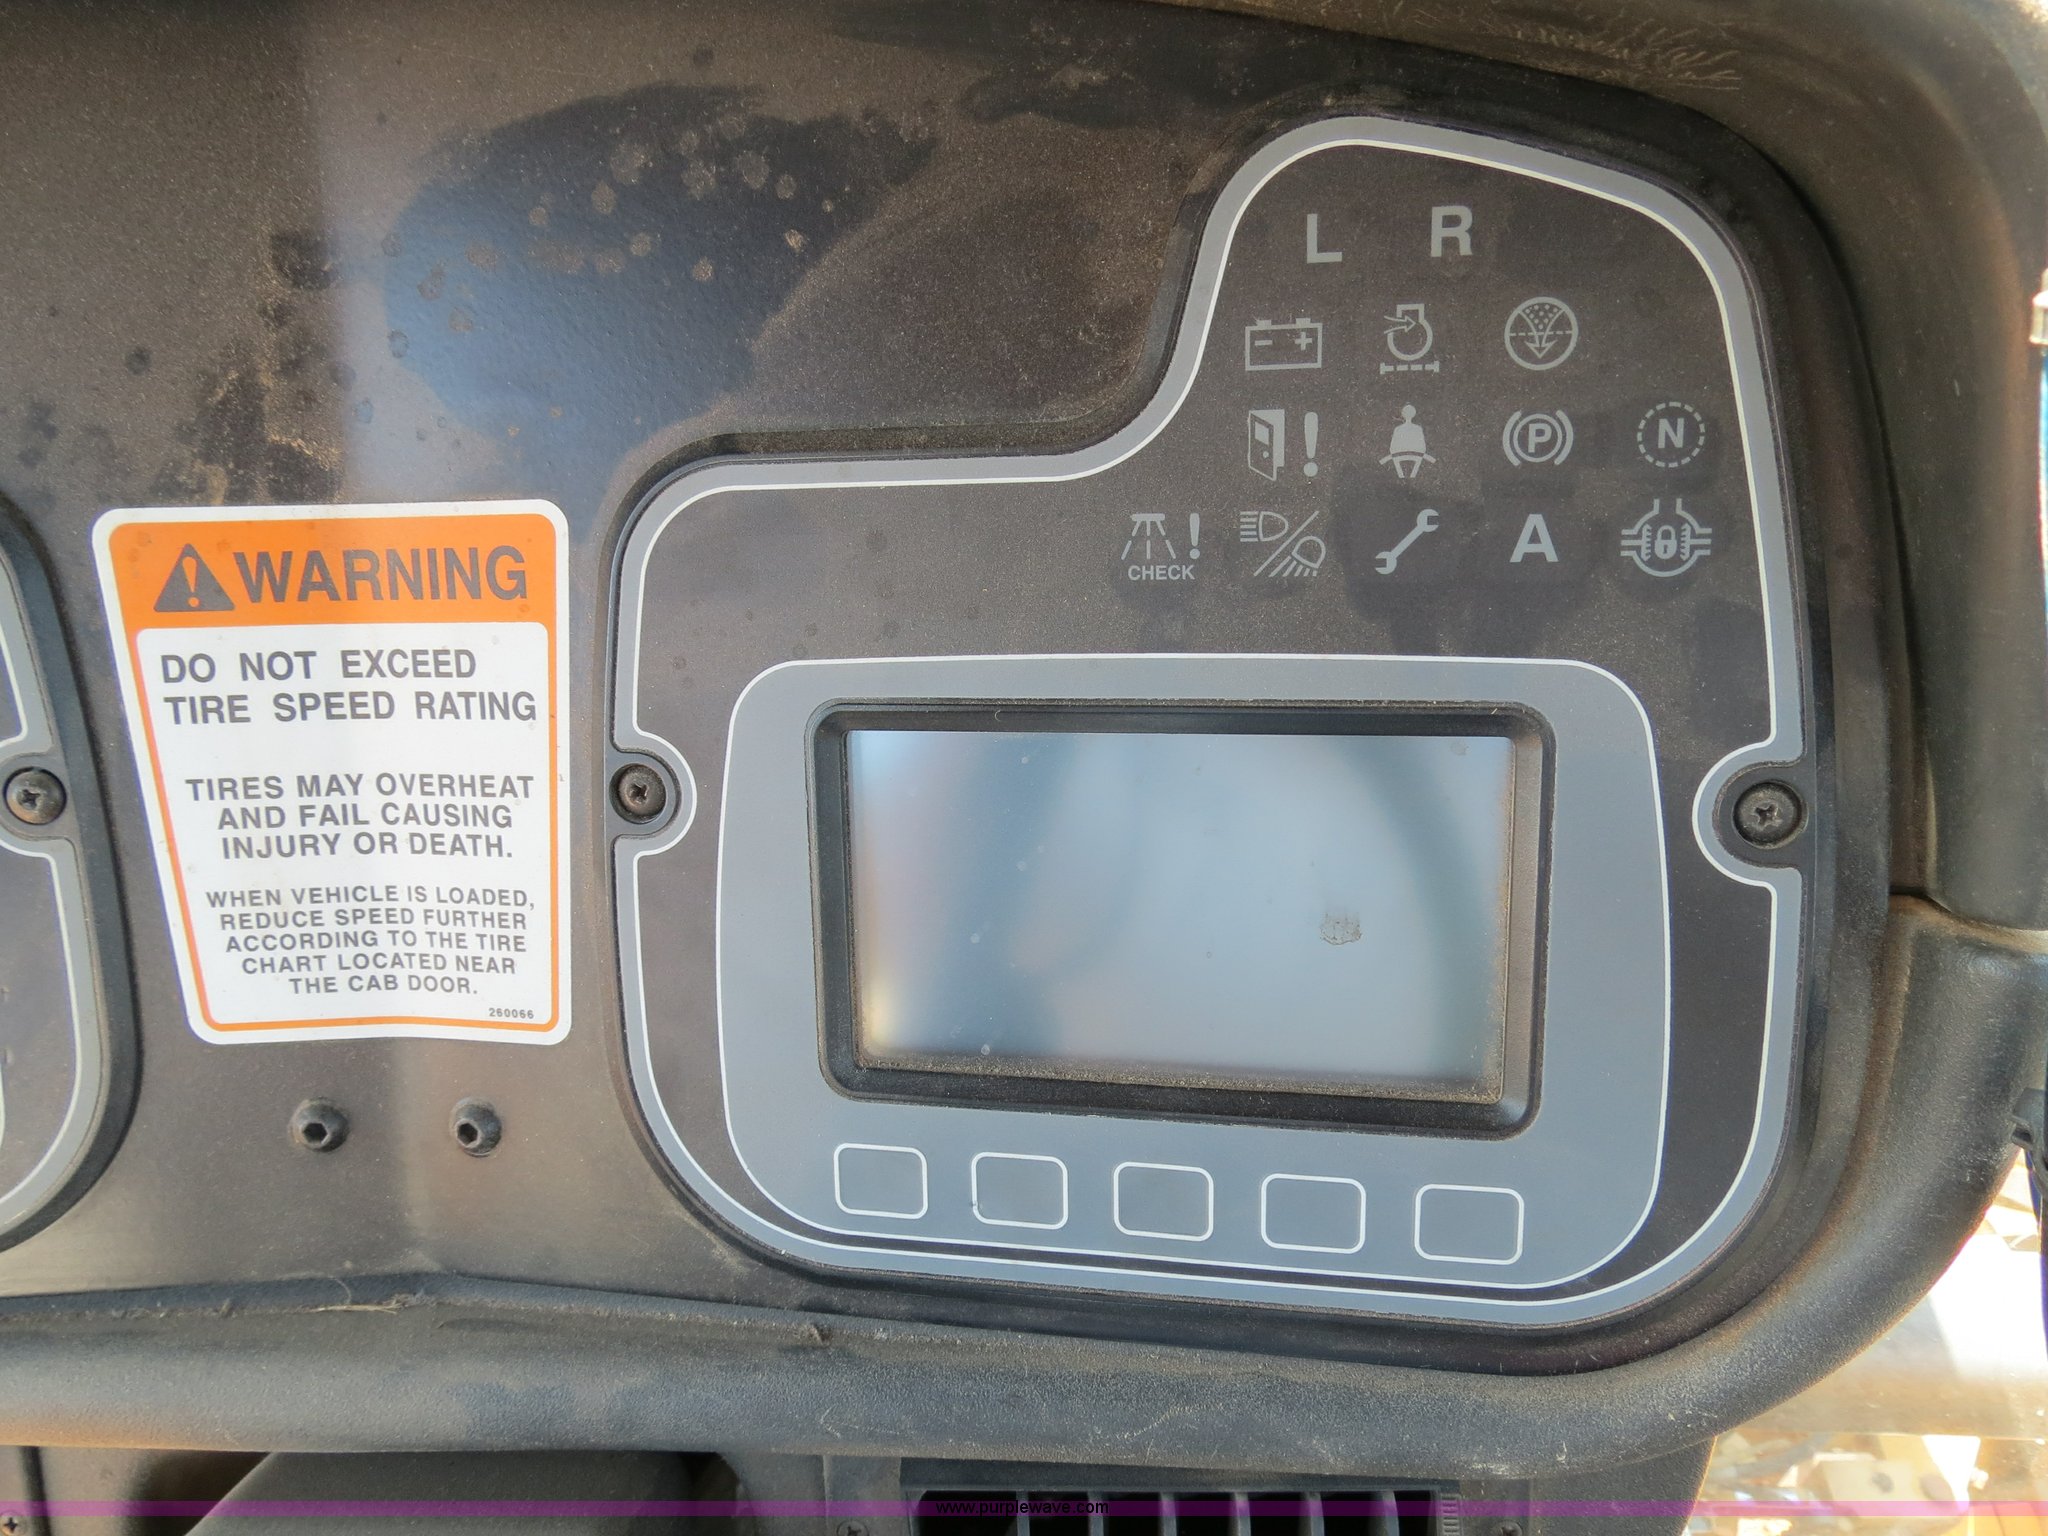 L R
P N
CHECK A
WARNING
DO NOT EXCEED
TIRE SPEED RATING
TIRES MAY OVERHEAT
AND FAIL CAUSING
INJURY OR DEATH.
WHEN VEHICLE IS LOADED,
REDUCE SPEED FURTHER
ACCORDING TO THE TIRE
CHART LOCATED NEAR
THE CAB DOOR.
260066
www.purplewave.com